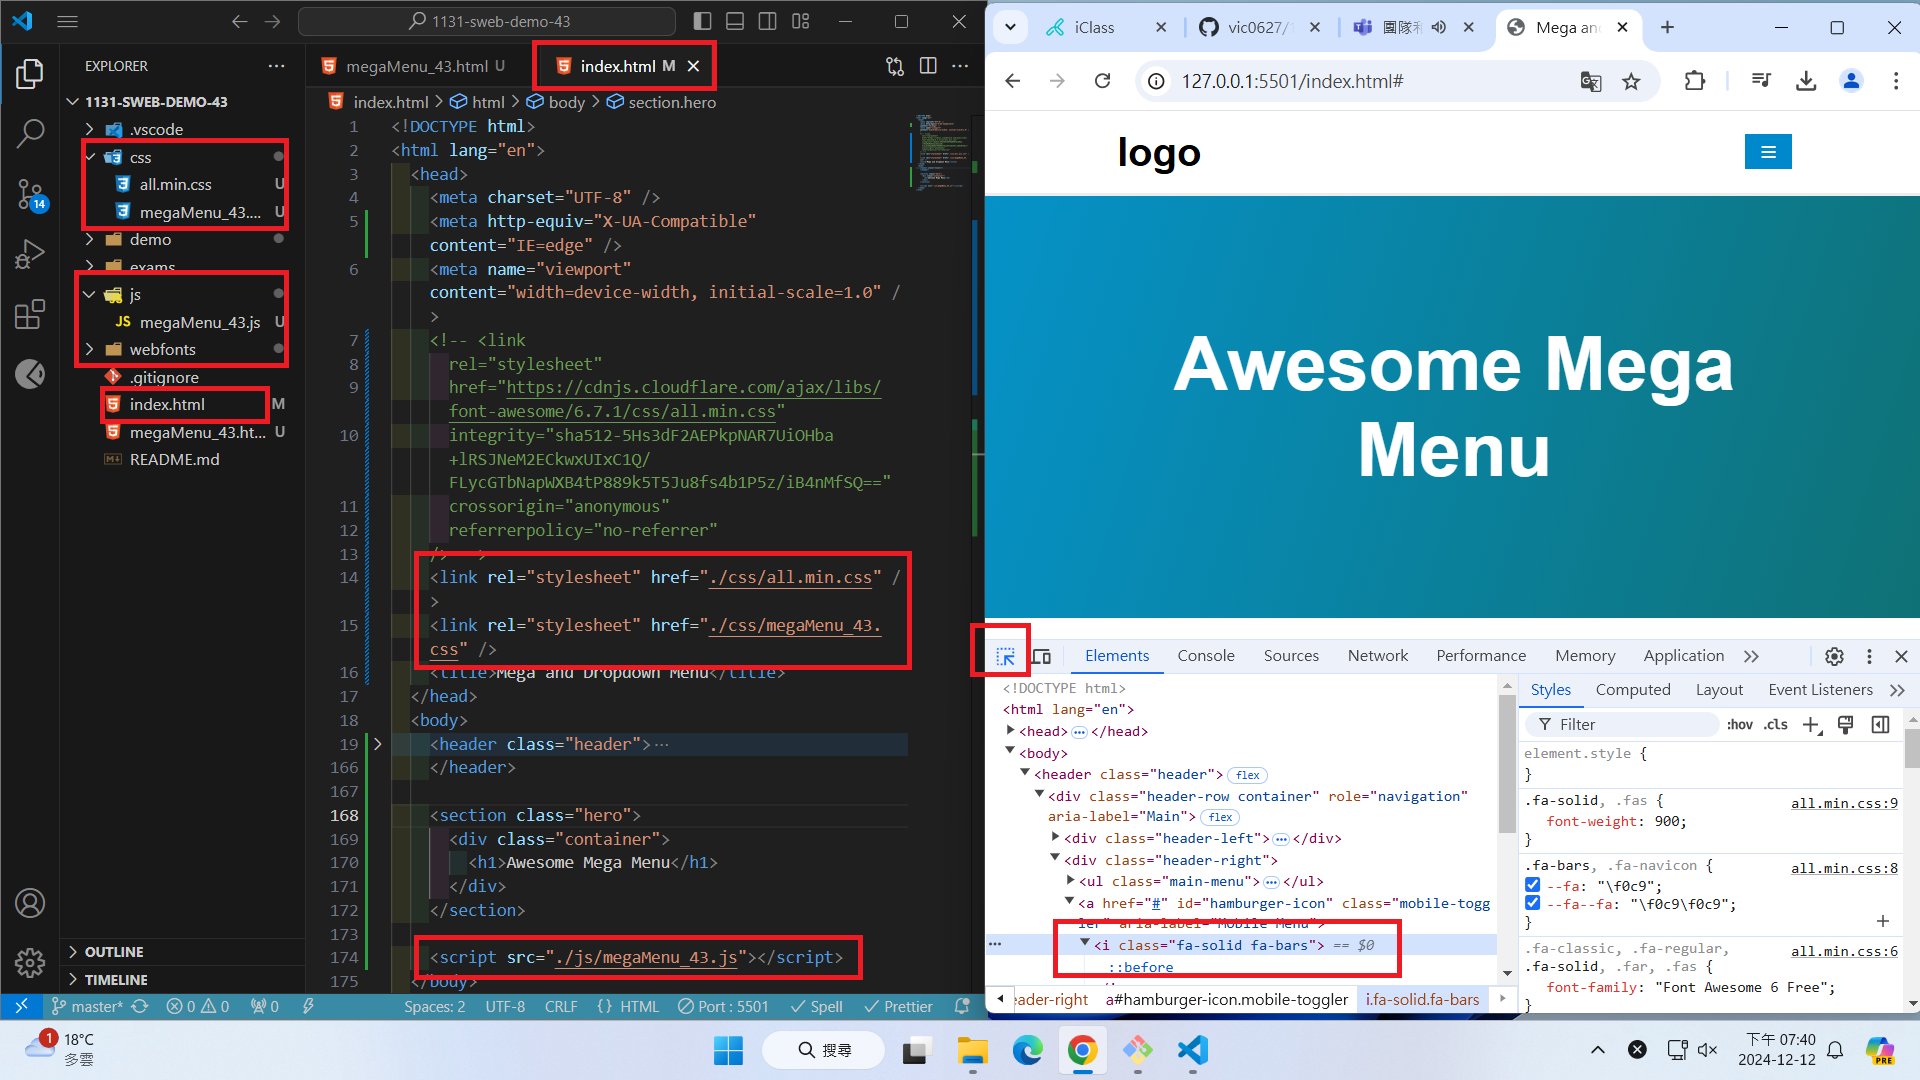 1131-sweb-demo-43
EXPLORER
1131-SWEB-DEMO-43
.vscode
css
all.min.css U
megaMenu_43.... U
demo
exams
js
megaMenu_43.js U
webfonts
.gitignore
index.html M
megaMenu_43.ht... U
README.md
OUTLINE
TIMELINE
14
megaMenu_43.html U
index.html M
index.html > html > body > section.hero
1 <!DOCTYPE html>
2 <html lang="en">
3 <head>
4 <meta charset="UTF-8" />
5 <meta http-equiv="X-UA-Compatible"
content="IE=edge" />
6 <meta name="viewport"
content="width=device-width, initial-scale=1.0" /
>
7 <!-- <link
8 rel="stylesheet"
9 href="https://cdnjs.cloudflare.com/ajax/libs/
font-awesome/6.7.1/css/all.min.css"
10 integrity="sha512-5Hs3dF2AEPkpNAR7UiOHba
+lRSJNeM2ECkwxUIxC1Q/
FLycGTbNapWXB4tP889k5T5Ju8fs4b1P5z/iB4nMfSQ=="
11 crossorigin="anonymous"
12 referrerpolicy="no-referrer"
13
14 <link rel="stylesheet" href="./css/all.min.css" /
>
15 <link rel="stylesheet" href="./css/megaMenu_43.
css" />
16 <title>Mega and Dropdown Menu</title>
17 </head>
18 <body>
19 <header class="header">...
166 </header>
167
168 <section class="hero">
169 <div class="container">
170 <h1>Awesome Mega Menu</h1>
171 </div>
172 </section>
173
174 <script src="./js/megaMenu_43.js"></script>
175 </body>
master* 0 0 0 Spaces: 2 UTF-8 CRLF {} HTML Port : 5501 Spell Prettier
iClass
vic0627/
團隊和
Mega an
127.0.0.1:5501/index.html#
logo
Awesome Mega
Menu
Elements Console Sources Network Performance Memory Application
<!DOCTYPE html>
<html lang="en">
<head> ... </head>
<body>
<header class="header"> flex
<div class="header-row container" role="navigation"
aria-label="Main"> flex
<div class="header-left"> ... </div>
<div class="header-right">
<ul class="main-menu"> ... </ul>
<a href="#" id="hamburger-icon" class="mobile-togg
ler" aria-label="Mobile Menu">
<i class="fa-solid fa-bars"> == $0
::before
eader-right a#hamburger-icon.mobile-toggler i.fa-solid.fa-bars
Styles Computed Layout Event Listeners
Filter :hov .cls
element.style {
}
.fa-solid, .fas { all.min.css:9
font-weight: 900;
}
.fa-bars, .fa-navicon { all.min.css:8
--fa: "\f0c9";
--fa--fa: "\f0c9\f0c9";
}
.fa-classic, .fa-regular, all.min.css:6
.fa-solid, .far, .fas {
font-family: "Font Awesome 6 Free";
}
1
18°C
多雲
搜尋
下午 07:40
2024-12-12
PRE